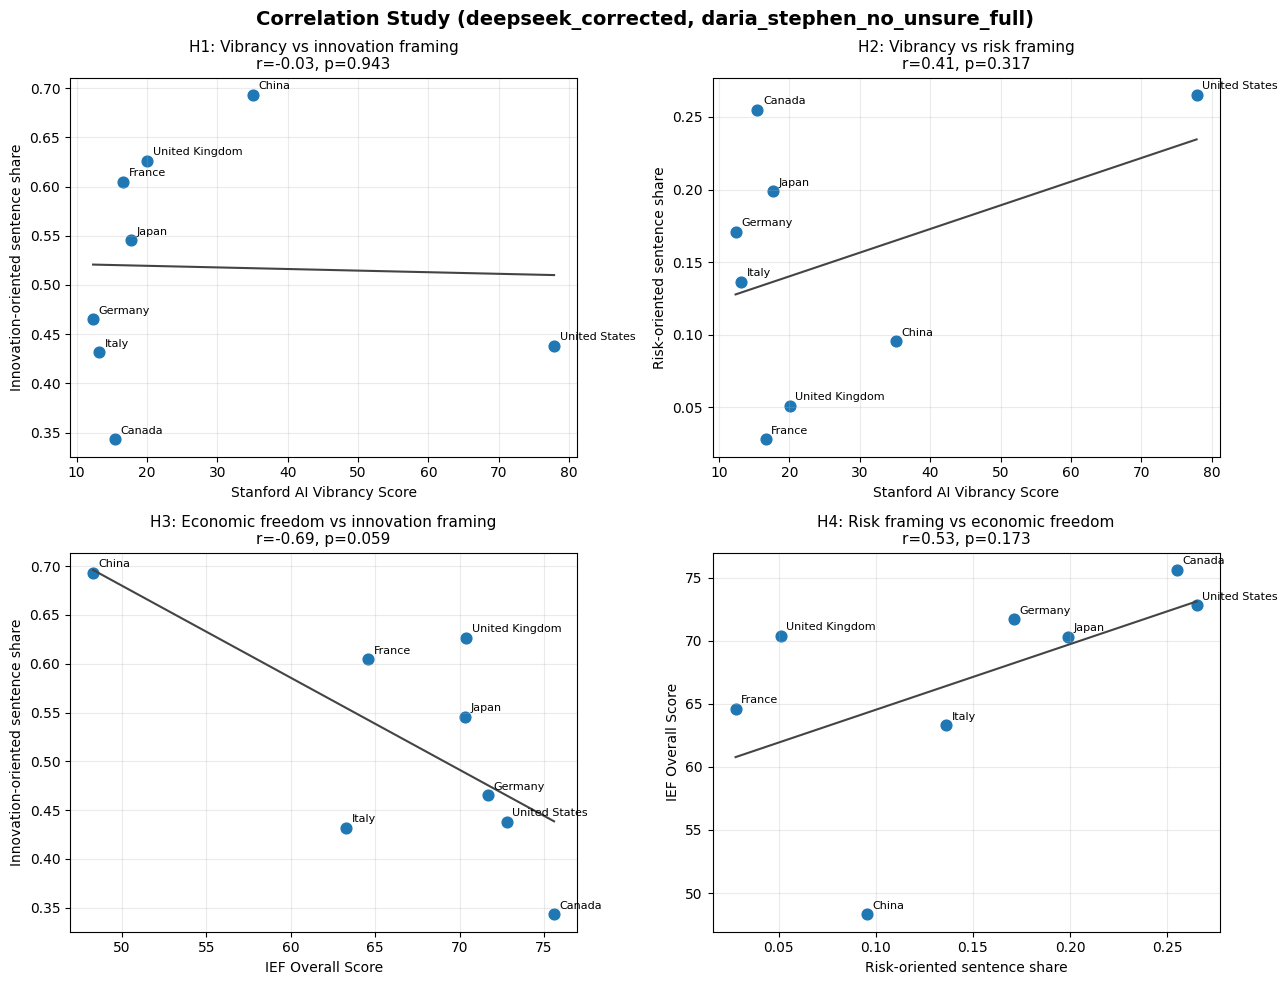 Correlation Study (deepseek_corrected, daria_stephen_no_unsure_full)
H1: Vibrancy vs innovation framing
r=-0.03, p=0.943
Innovation-oriented sentence share
0.70
0.65
0.60
0.55
0.50
0.45
0.40
0.35
China
United Kingdom
France
Japan
Germany
Italy
United States
Canada
10 20 30 40 50 60 70 80
Stanford AI Vibrancy Score
H2: Vibrancy vs risk framing
r=0.41, p=0.317
Risk-oriented sentence share
0.25
0.20
0.15
0.10
0.05
United States
Canada
Japan
Germany
Italy
China
United Kingdom
France
10 20 30 40 50 60 70 80
Stanford AI Vibrancy Score
H3: Economic freedom vs innovation framing
r=-0.69, p=0.059
Innovation-oriented sentence share
0.70
0.65
0.60
0.55
0.50
0.45
0.40
0.35
China
United Kingdom
France
Japan
Germany
United States
Italy
Canada
50 55 60 65 70 75
IEF Overall Score
H4: Risk framing vs economic freedom
r=0.53, p=0.173
IEF Overall Score
75
70
65
60
55
50
Canada
United States
Germany
Japan
United Kingdom
France
Italy
China
0.05 0.10 0.15 0.20 0.25
Risk-oriented sentence share